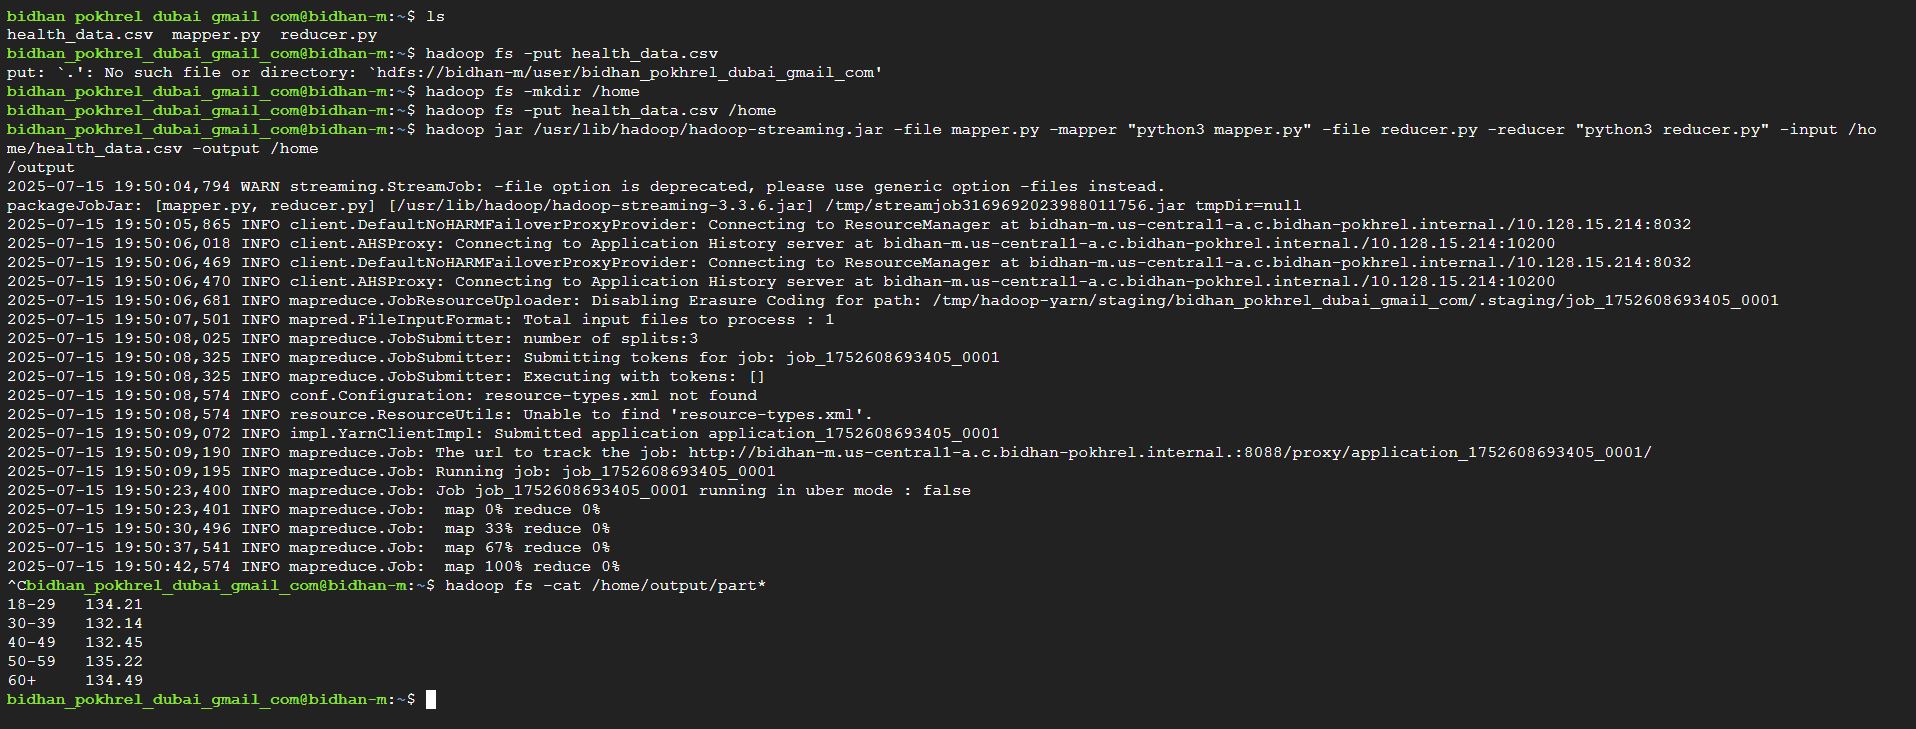 bidhan_pokhrel_dubai_gmail_com@bidhan-m:~$ ls
health_data.csv  mapper.py  reducer.py
bidhan_pokhrel_dubai_gmail_com@bidhan-m:~$ hadoop fs -put health_data.csv
put: `.': No such file or directory: `hdfs://bidhan-m/user/bidhan_pokhrel_dubai_gmail_com'
bidhan_pokhrel_dubai_gmail_com@bidhan-m:~$ hadoop fs -mkdir /home
bidhan_pokhrel_dubai_gmail_com@bidhan-m:~$ hadoop fs -put health_data.csv /home
bidhan_pokhrel_dubai_gmail_com@bidhan-m:~$ hadoop jar /usr/lib/hadoop/hadoop-streaming.jar -file mapper.py -mapper "python3 mapper.py" -file reducer.py -reducer "python3 reducer.py" -input /ho
me/health_data.csv -output /home
/output
2025-07-15 19:50:04,794 WARN streaming.StreamJob: -file option is deprecated, please use generic option -files instead.
packageJobJar: [mapper.py, reducer.py] [/usr/lib/hadoop/hadoop-streaming-3.3.6.jar] /tmp/streamjob3169692023988011756.jar tmpDir=null
2025-07-15 19:50:05,865 INFO client.DefaultNoHARMFailoverProxyProvider: Connecting to ResourceManager at bidhan-m.us-central1-a.c.bidhan-pokhrel.internal./10.128.15.214:8032
2025-07-15 19:50:06,018 INFO client.AHSProxy: Connecting to Application History server at bidhan-m.us-central1-a.c.bidhan-pokhrel.internal./10.128.15.214:10200
2025-07-15 19:50:06,469 INFO client.DefaultNoHARMFailoverProxyProvider: Connecting to ResourceManager at bidhan-m.us-central1-a.c.bidhan-pokhrel.internal./10.128.15.214:8032
2025-07-15 19:50:06,470 INFO client.AHSProxy: Connecting to Application History server at bidhan-m.us-central1-a.c.bidhan-pokhrel.internal./10.128.15.214:10200
2025-07-15 19:50:06,681 INFO mapreduce.JobResourceUploader: Disabling Erasure Coding for path: /tmp/hadoop-yarn/staging/bidhan_pokhrel_dubai_gmail_com/.staging/job_1752608693405_0001
2025-07-15 19:50:07,501 INFO mapred.FileInputFormat: Total input files to process : 1
2025-07-15 19:50:08,025 INFO mapreduce.JobSubmitter: number of splits:3
2025-07-15 19:50:08,325 INFO mapreduce.JobSubmitter: Submitting tokens for job: job_1752608693405_0001
2025-07-15 19:50:08,325 INFO mapreduce.JobSubmitter: Executing with tokens: []
2025-07-15 19:50:08,574 INFO conf.Configuration: resource-types.xml not found
2025-07-15 19:50:08,574 INFO resource.ResourceUtils: Unable to find 'resource-types.xml'.
2025-07-15 19:50:09,072 INFO impl.YarnClientImpl: Submitted application application_1752608693405_0001
2025-07-15 19:50:09,190 INFO mapreduce.Job: The url to track the job: http://bidhan-m.us-central1-a.c.bidhan-pokhrel.internal.:8088/proxy/application_1752608693405_0001/
2025-07-15 19:50:09,195 INFO mapreduce.Job: Running job: job_1752608693405_0001
2025-07-15 19:50:23,400 INFO mapreduce.Job: Job job_1752608693405_0001 running in uber mode : false
2025-07-15 19:50:23,401 INFO mapreduce.Job:  map 0% reduce 0%
2025-07-15 19:50:30,496 INFO mapreduce.Job:  map 33% reduce 0%
2025-07-15 19:50:37,541 INFO mapreduce.Job:  map 67% reduce 0%
2025-07-15 19:50:42,574 INFO mapreduce.Job:  map 100% reduce 0%
^Cbidhan_pokhrel_dubai_gmail_com@bidhan-m:~$ hadoop fs -cat /home/output/part*
18-29   134.21
30-39   132.14
40-49   132.45
50-59   135.22
60+     134.49
bidhan_pokhrel_dubai_gmail_com@bidhan-m:~$